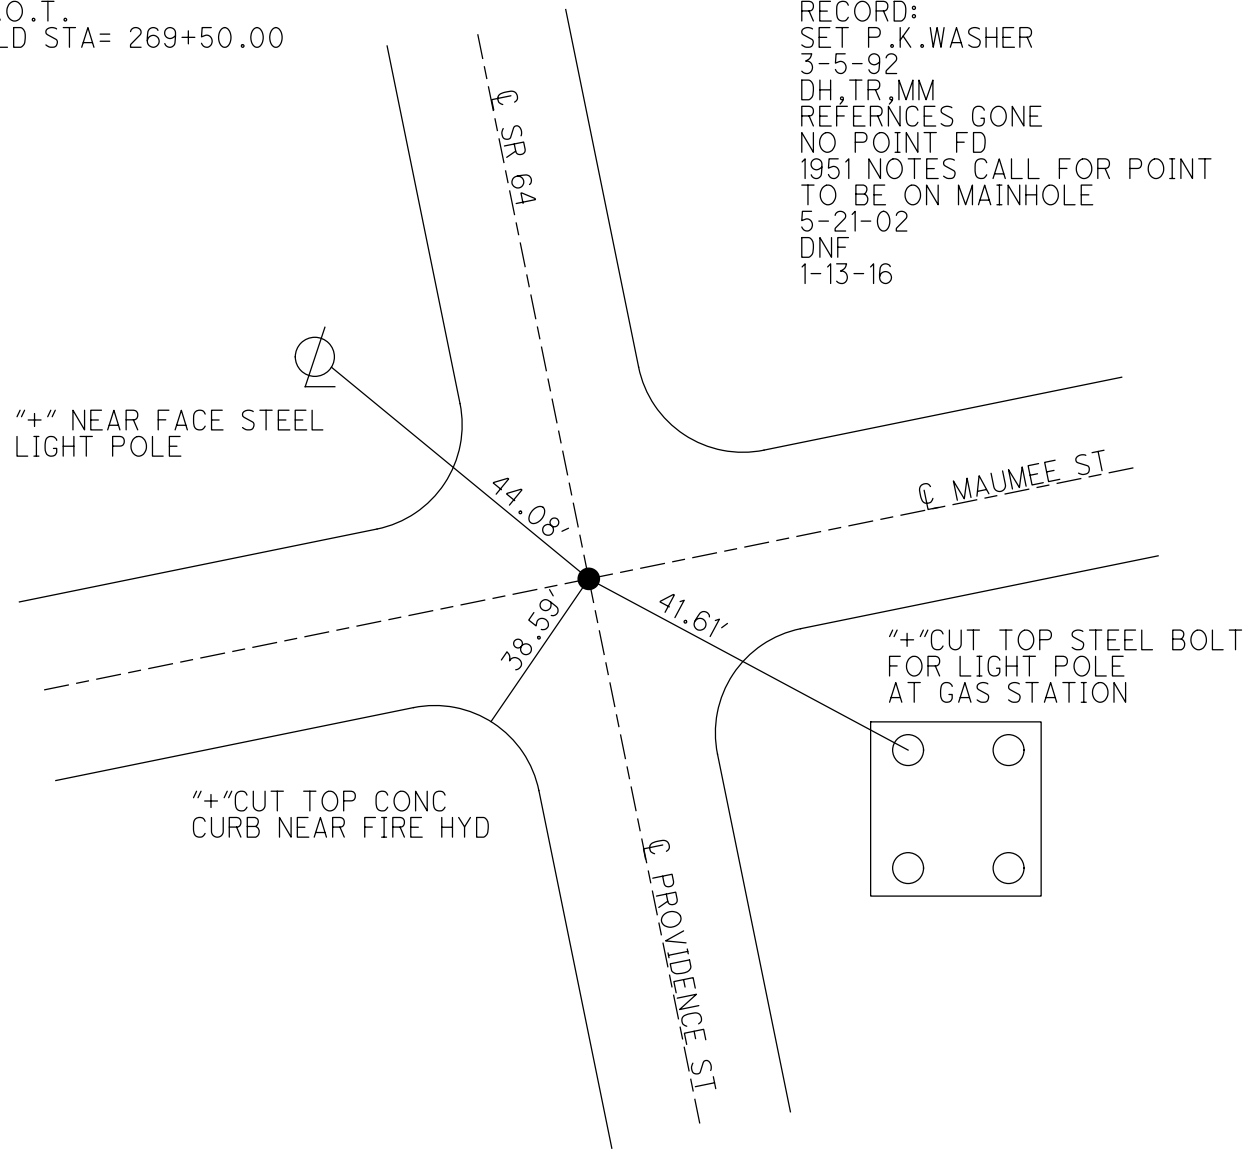 .O.T.
LD STA= 269+50.00
RECORD:
SET P.K.WASHER
3-5-92
DH,TR,MM
REFERNCES GONE
NO POINT FD
1951 NOTES CALL FOR POINT
TO BE ON MAINHOLE
5-21-02
DNF
1-13-16
℄ SR 64
"+" NEAR FACE STEEL
LIGHT POLE
44.08'
℄ MAUMEE ST
38.59'
41.61'
"+"CUT TOP STEEL BOLT
FOR LIGHT POLE
AT GAS STATION
"+"CUT TOP CONC
CURB NEAR FIRE HYD
℄ PROVIDENCE ST